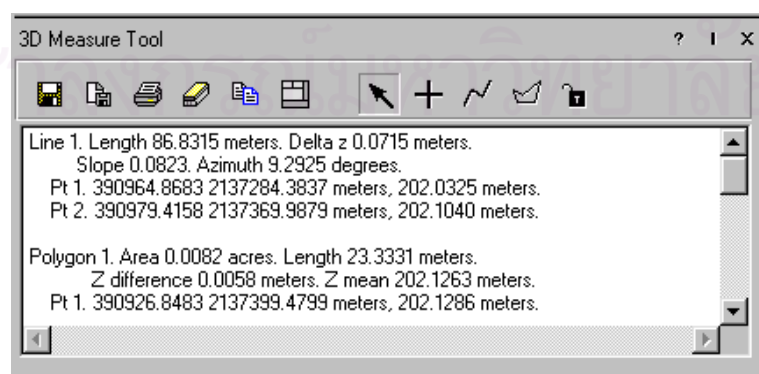 3D Measure Tool
Line 1. Length 86.8315 meters. Delta z 0.0715 meters.
Slope 0.0823. Azimuth 9.2925 degrees.
Pt 1. 390964.8683 2137284.3837 meters, 202.0325 meters.
Pt 2. 390979.4158 2137369.9879 meters, 202.1040 meters.
Polygon 1. Area 0.0082 acres. Length 23.3331 meters.
Z difference 0.0058 meters. Z mean 202.1263 meters.
Pt 1. 390926.8483 2137399.4799 meters, 202.1286 meters.